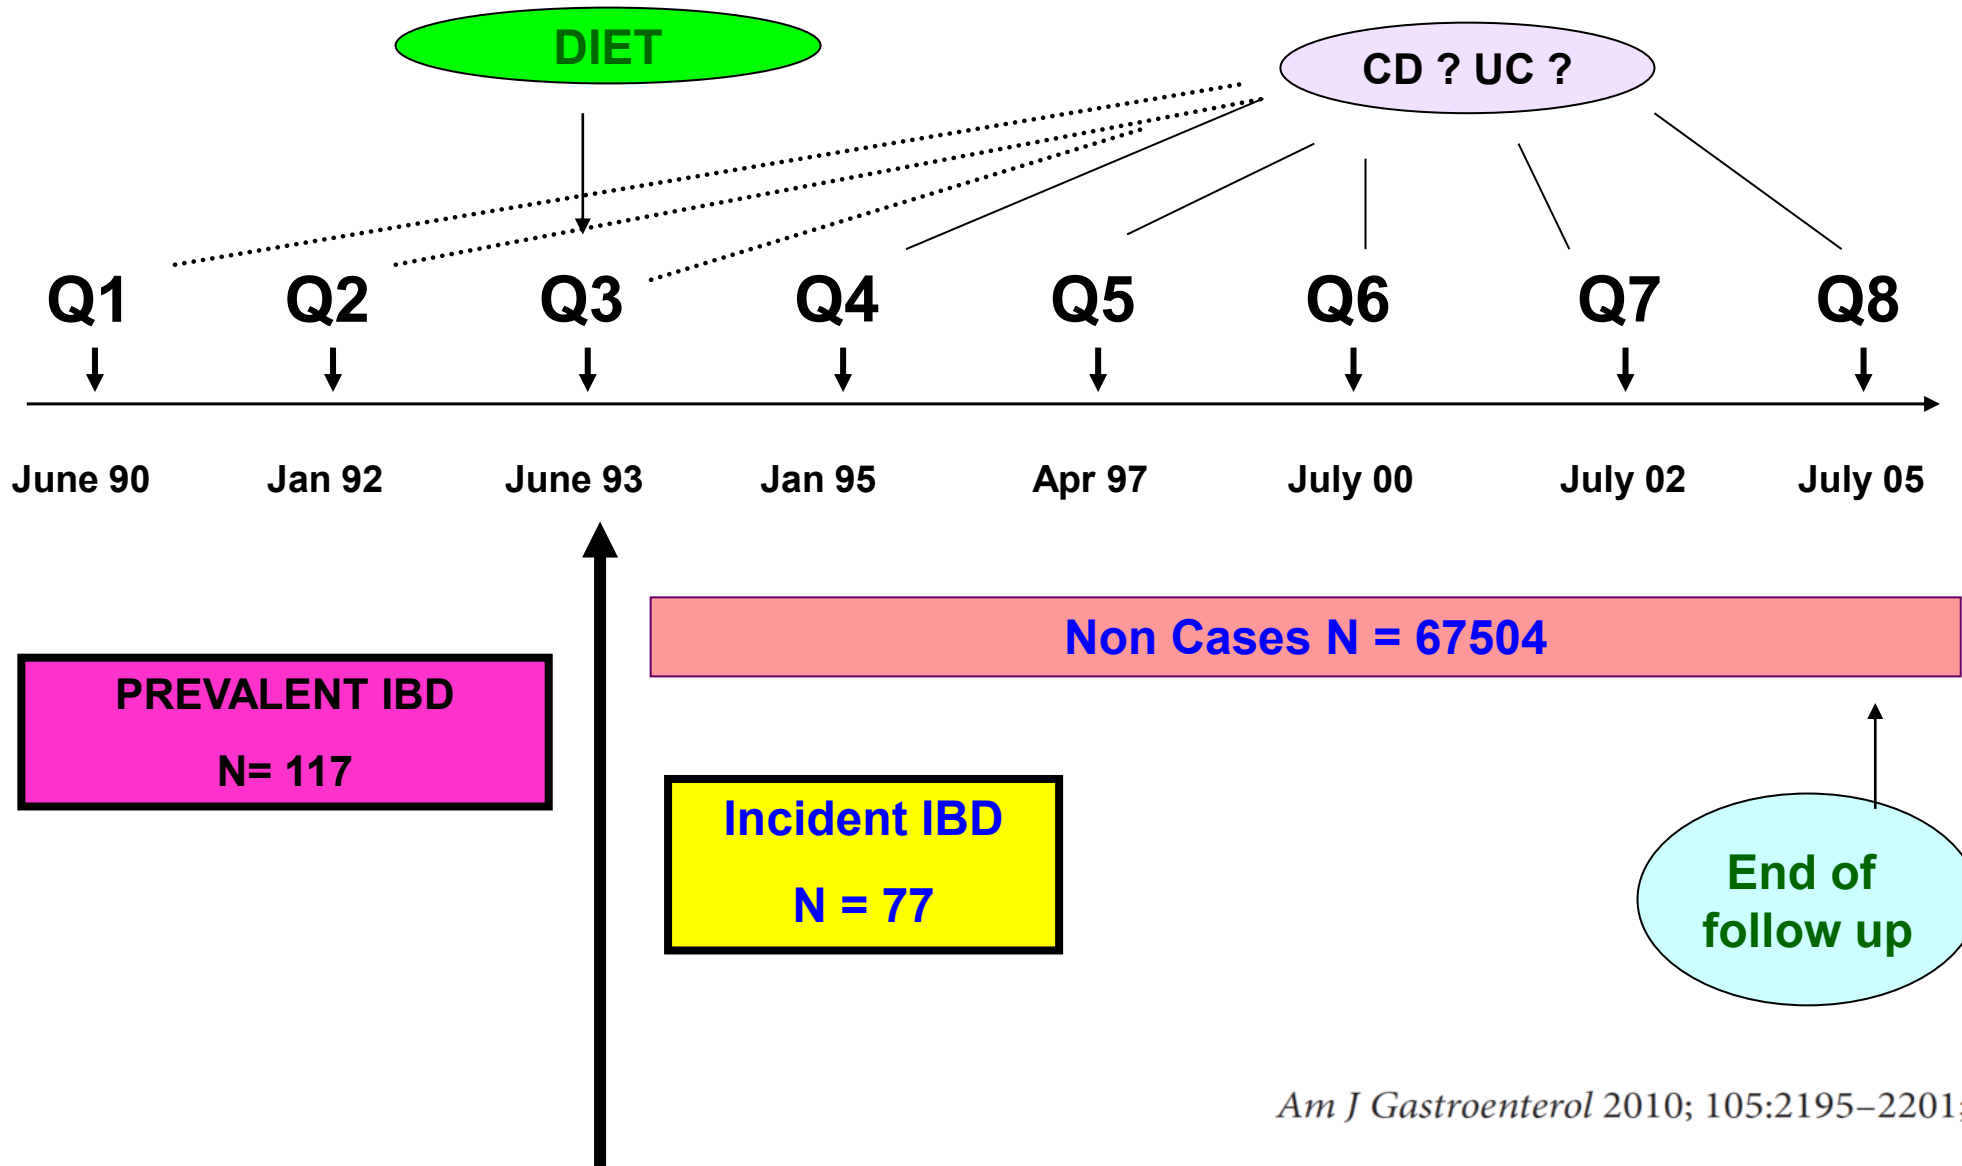 DIET
CD ? UC ?
Q1 Q2 Q3 Q4 Q5 Q6 Q7 Q8
June 90 Jan 92 June 93 Jan 95 Apr 97 July 00 July 02 July 05
Non Cases N = 67504
PREVALENT IBD
N= 117
Incident IBD
N = 77
End of
follow up
Am J Gastroenterol 2010; 105:2195–2201;